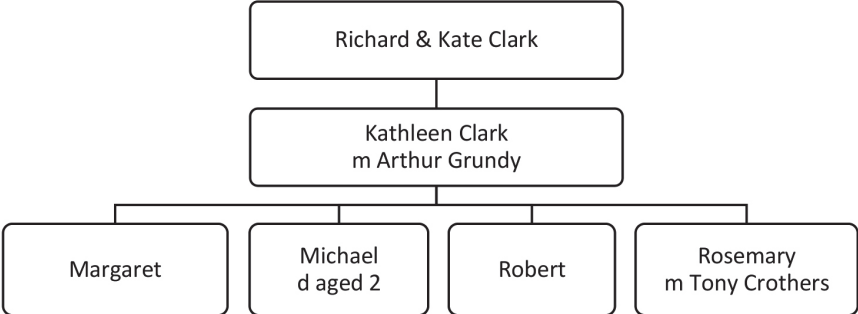 Richard & Kate Clark
Kathleen Clark
m Arthur Grundy
Margaret
Michael
d aged 2
Robert
Rosemary
m Tony Crothers